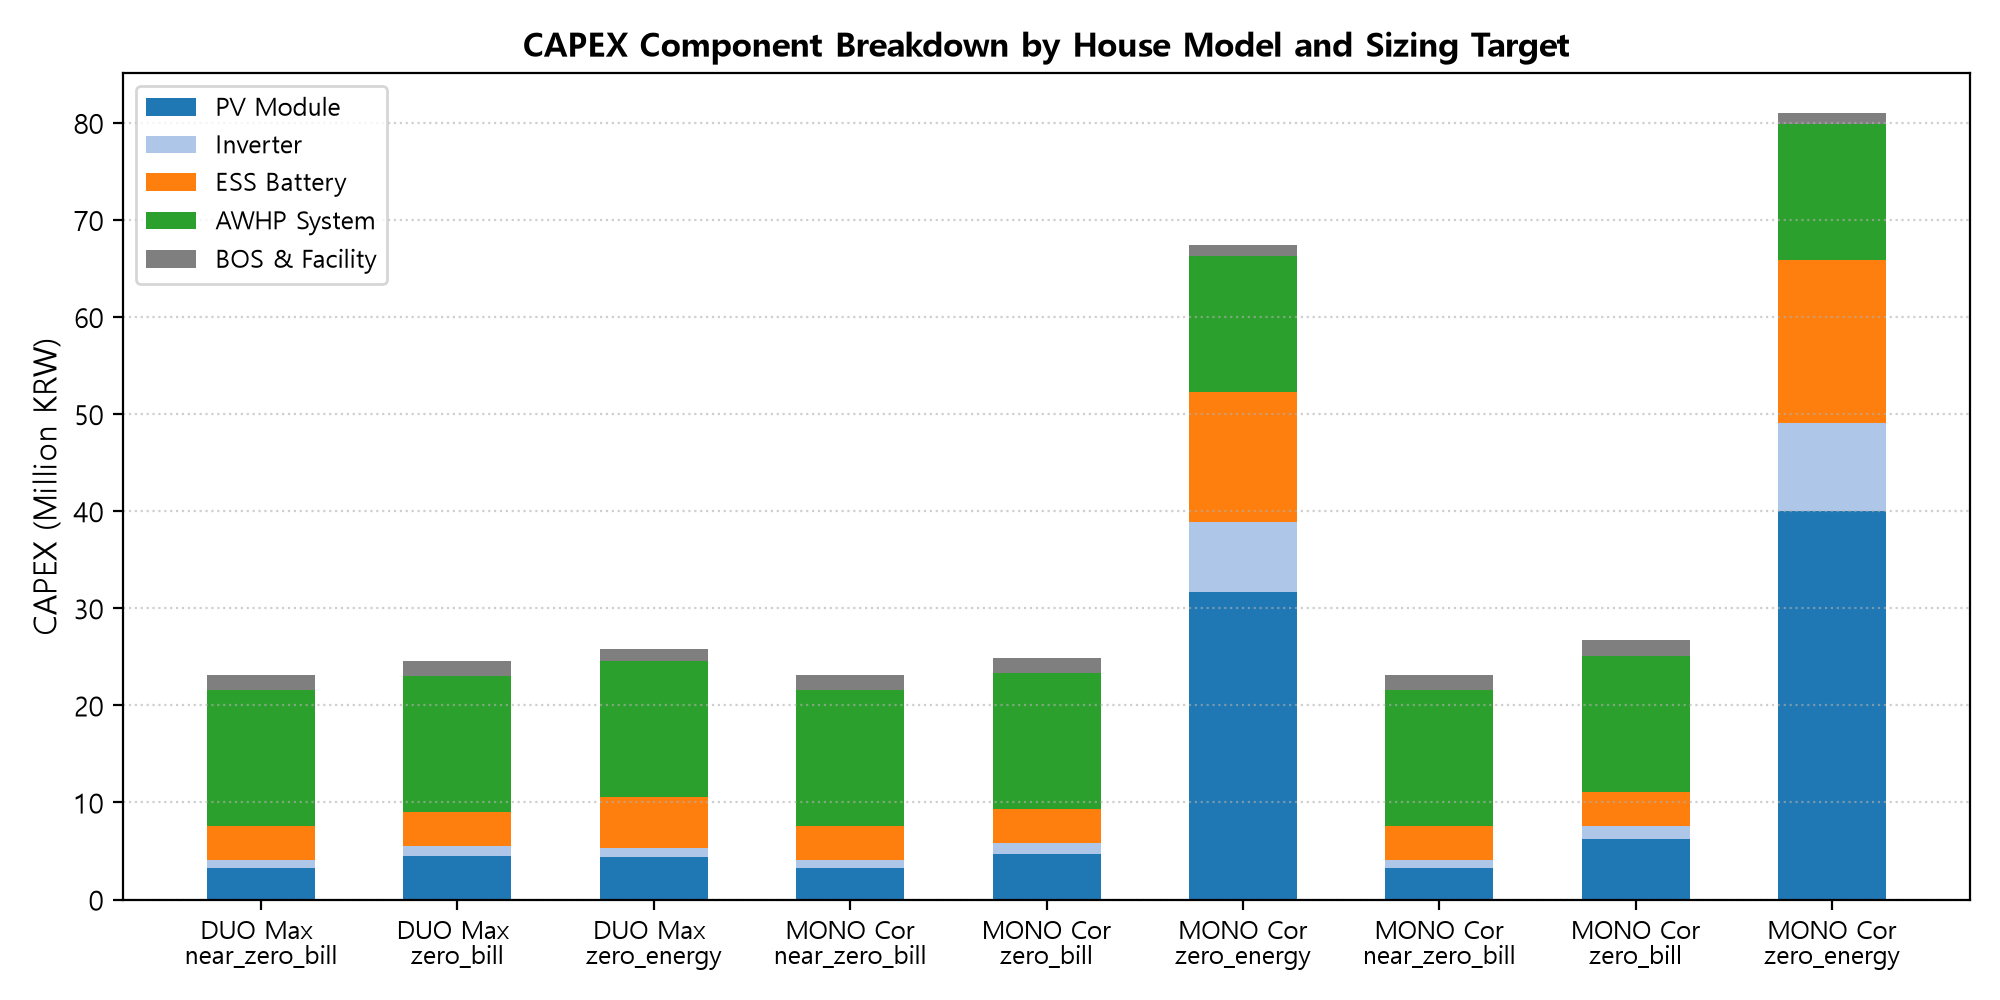 CAPEX Component Breakdown by House Model and Sizing Target
PV Module
Inverter
ESS Battery
AWHP System
BOS & Facility
CAPEX (Million KRW)
80
70
60
50
40
30
20
10
0
DUO Max
near_zero_bill
DUO Max
zero_bill
DUO Max
zero_energy
MONO Cor
near_zero_bill
MONO Cor
zero_bill
MONO Cor
zero_energy
MONO Cor
near_zero_bill
MONO Cor
zero_bill
MONO Cor
zero_energy